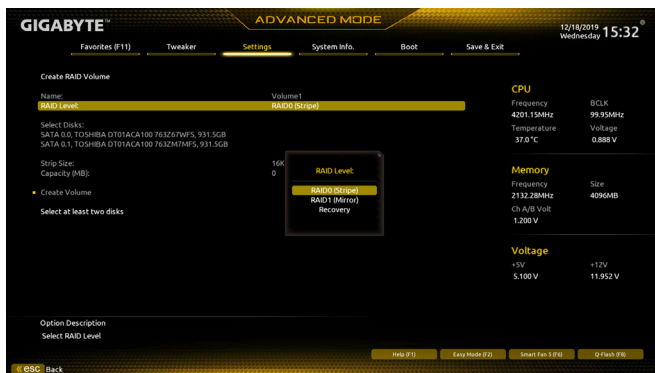 GIGABYTE™
ADVANCED MODE
12/18/2019
Wednesday 15:32
Favorites (F11) Tweaker Settings System Info. Boot Save & Exit
Create RAID Volume
Name: Volume1
RAID Level: RAID0 (Stripe)
Select Disks:
SATA 0.0, TOSHIBA DT01ACA100 763Z67WFS, 931.5GB
SATA 0.1, TOSHIBA DT01ACA100 763ZM7MFS, 931.5GB
Strip Size: 16K
Capacity (MB): 0
Create Volume
Select at least two disks
RAID Level:
RAID0 (Stripe)
RAID1 (Mirror)
Recovery
CPU
Frequency BCLK
4201.15MHz 99.95MHz
Temperature Voltage
37.0 °C 0.888 V
Memory
Frequency Size
2132.28MHz 4096MB
Ch A/B Volt
1.200 V
Voltage
+5V +12V
5.100 V 11.952 V
Option Description
Select RAID Level
Help (F1) Easy Mode (F2) Smart Fan 5 (F6) Q-Flash (F8)
esc Back